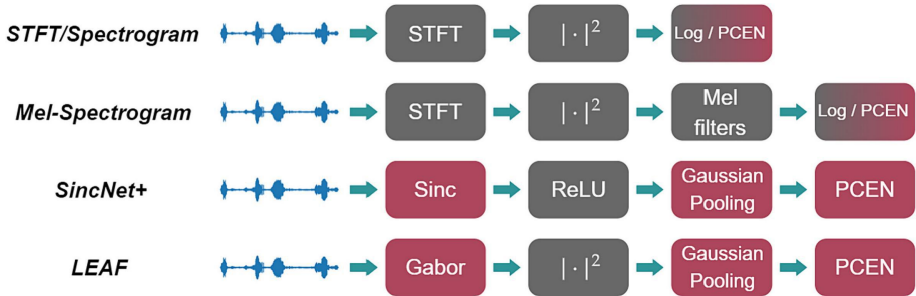 STFT/Spectrogram STFT | · |² Log / PCEN
Mel-Spectrogram STFT | · |² Mel filters Log / PCEN
SincNet+ Sinc ReLU Gaussian Pooling PCEN
LEAF Gabor | · |² Gaussian Pooling PCEN